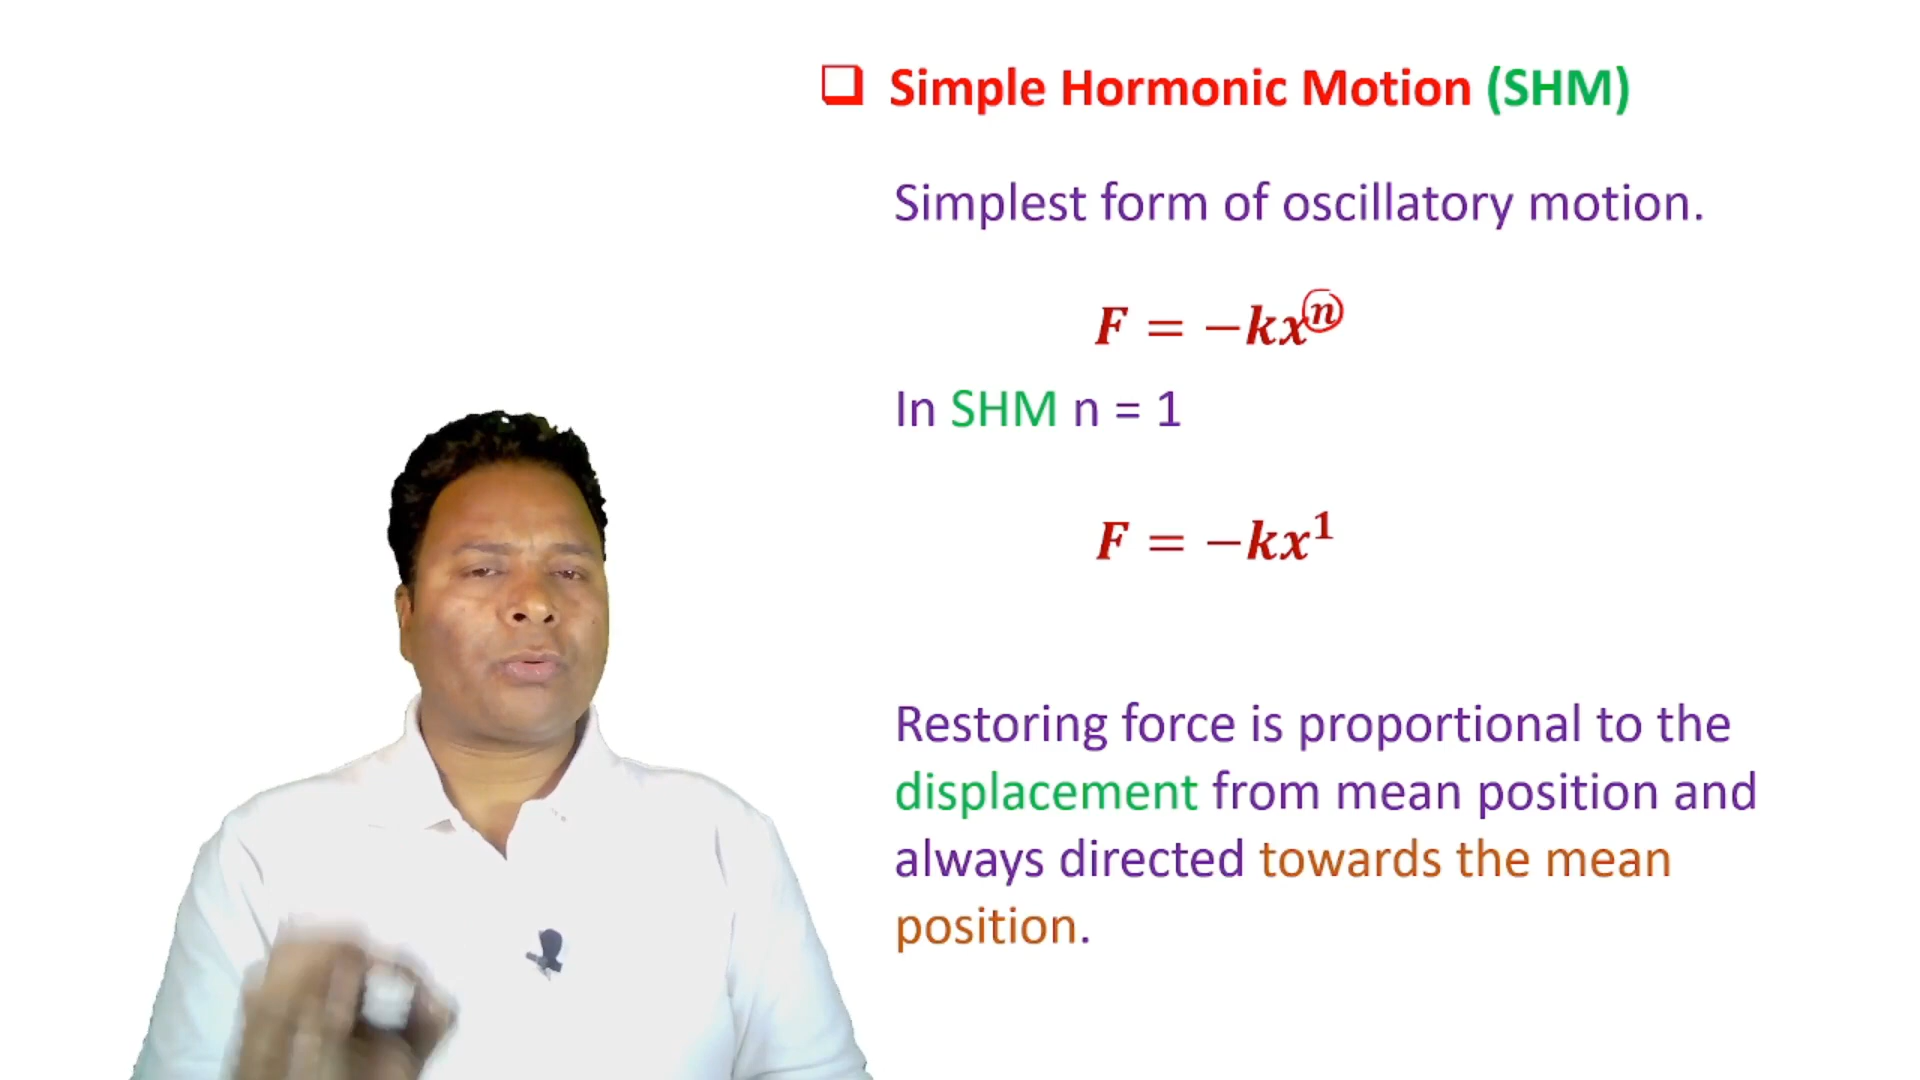 Simple Hormonic Motion (SHM)
Simplest form of oscillatory motion.
F = −kxⁿ
In SHM n = 1
F = −kx¹
Restoring force is proportional to the
displacement from mean position and
always directed towards the mean
position.